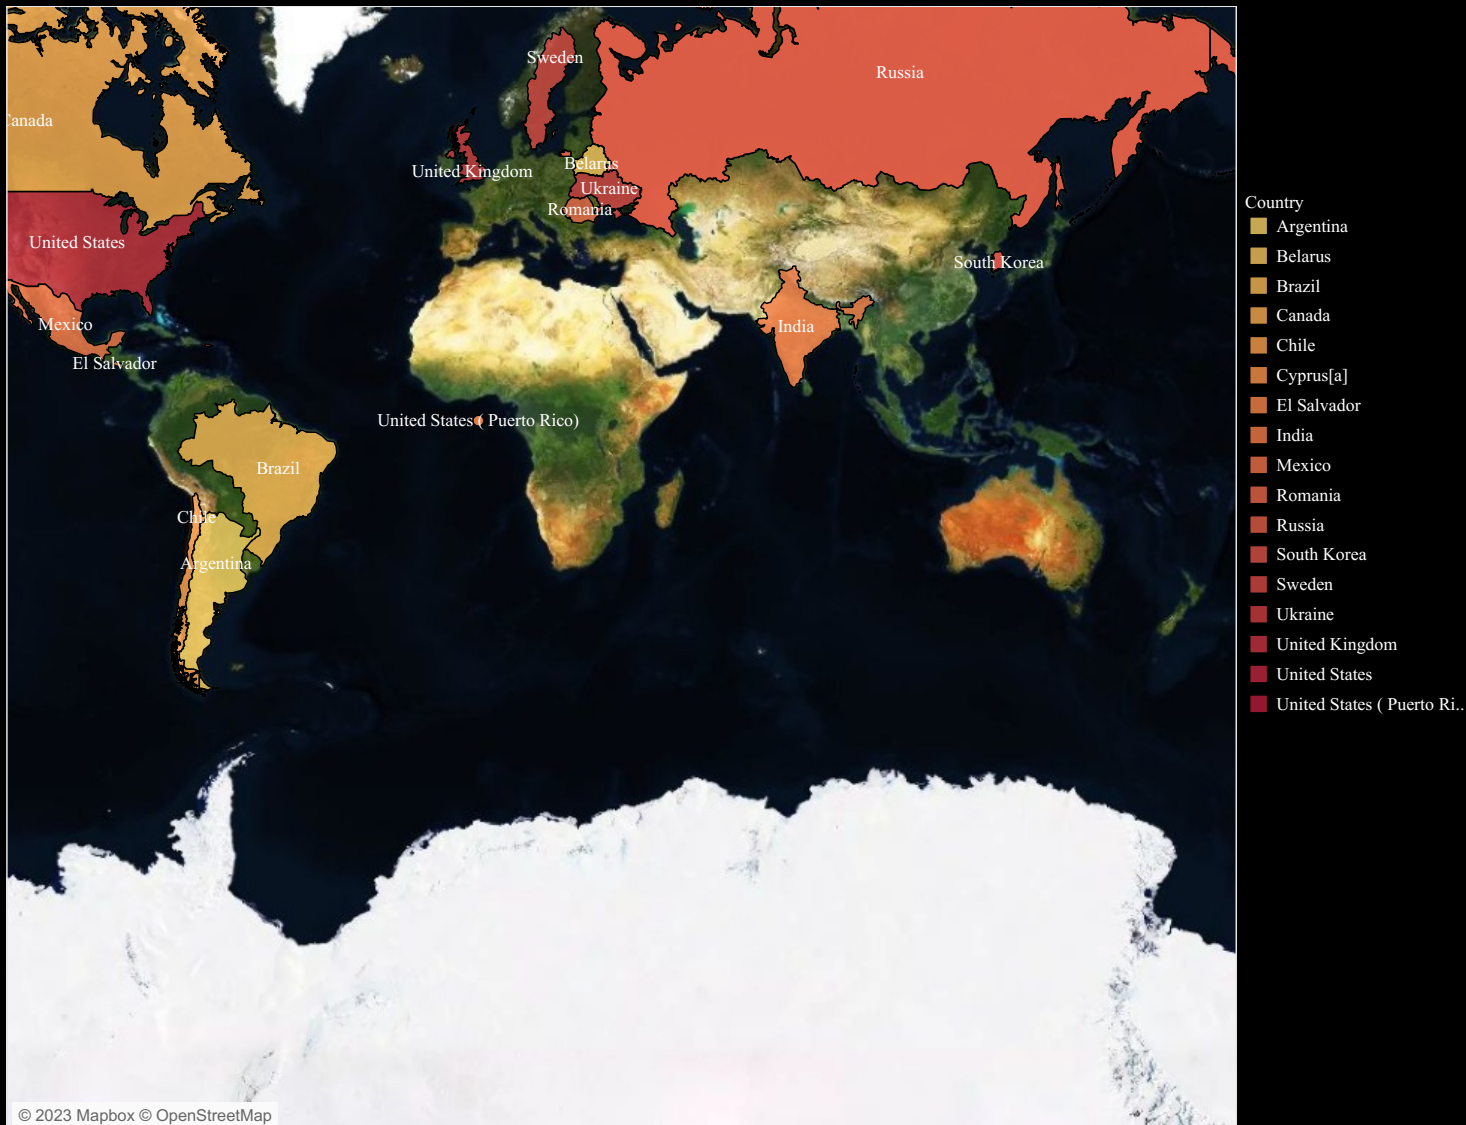 Sweden
Russia
Canada
United Kingdom
Belarus
Ukraine
Romania
United States
South Korea
Mexico
India
El Salvador
United States ( Puerto Rico)
Brazil
Chile
Argentina
Country
Argentina
Belarus
Brazil
Canada
Chile
Cyprus[a]
El Salvador
India
Mexico
Romania
Russia
South Korea
Sweden
Ukraine
United Kingdom
United States
United States ( Puerto Ri..
© 2023 Mapbox © OpenStreetMap